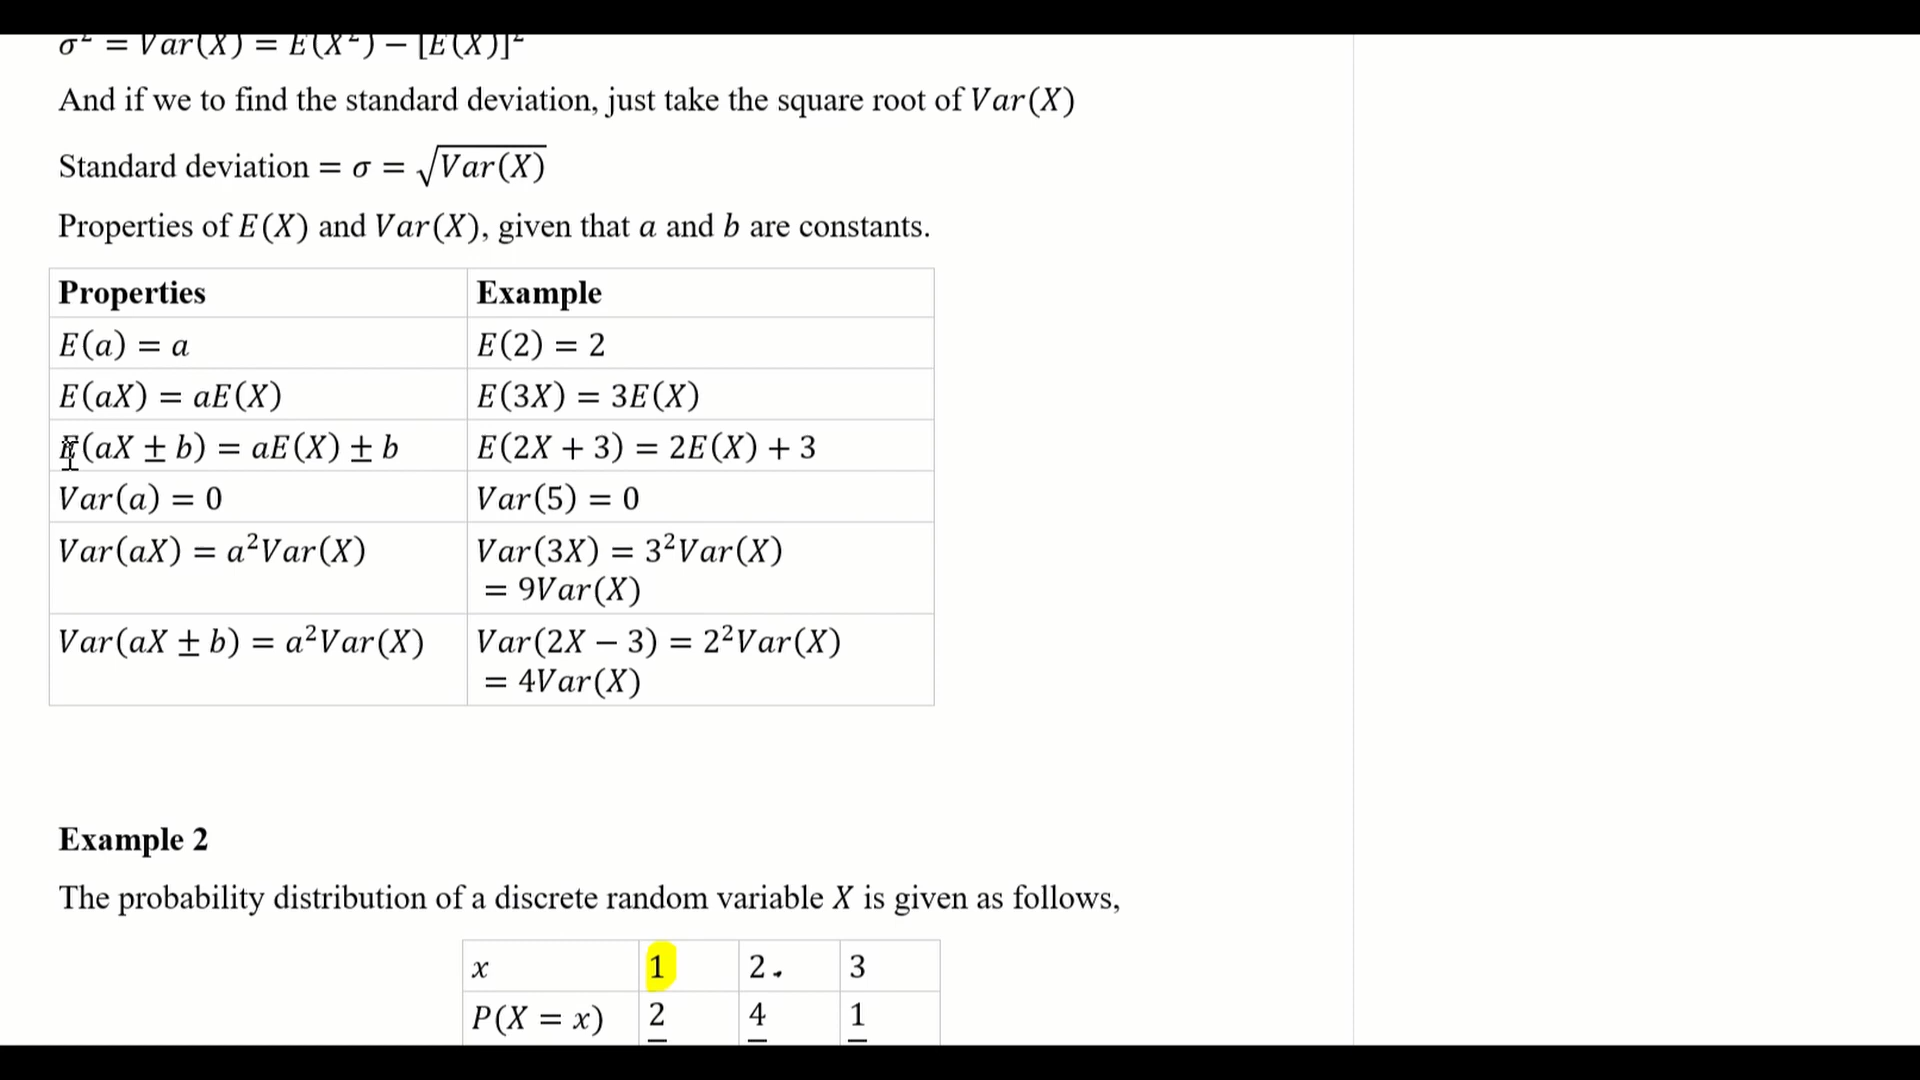 σ² = Var(X) = E(X²) − [E(X)]²
And if we to find the standard deviation, just take the square root of Var(X)
Standard deviation = σ = √Var(X)
Properties of E(X) and Var(X), given that a and b are constants.
Properties Example
E(a) = a E(2) = 2
E(aX) = aE(X) E(3X) = 3E(X)
E(aX ± b) = aE(X) ± b E(2X + 3) = 2E(X) + 3
Var(a) = 0 Var(5) = 0
Var(aX) = a²Var(X) Var(3X) = 3²Var(X)
= 9Var(X)
Var(aX ± b) = a²Var(X) Var(2X − 3) = 2²Var(X)
= 4Var(X)
Example 2
The probability distribution of a discrete random variable X is given as follows,
x 1 2 3
P(X = x) 2 4 1